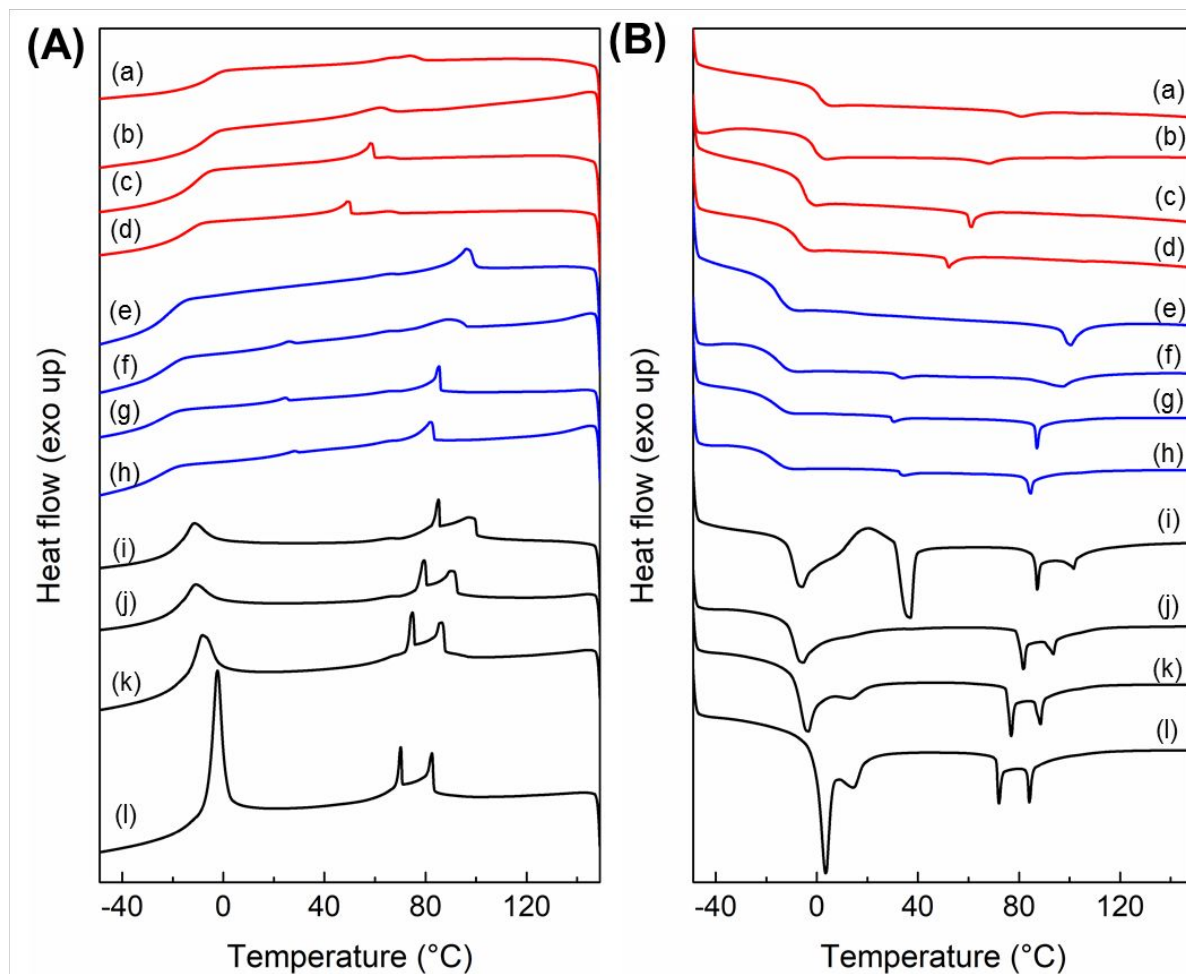 (A)
(a)
(b)
(c)
(d)
(e)
(f)
(g)
(h)
(i)
(j)
(k)
(l)
Heat flow (exo up)
-40 0 40 80 120
Temperature (°C)
(B)
(a)
(b)
(c)
(d)
(e)
(f)
(g)
(h)
(i)
(j)
(k)
(l)
Heat flow (exo up)
-40 0 40 80 120
Temperature (°C)